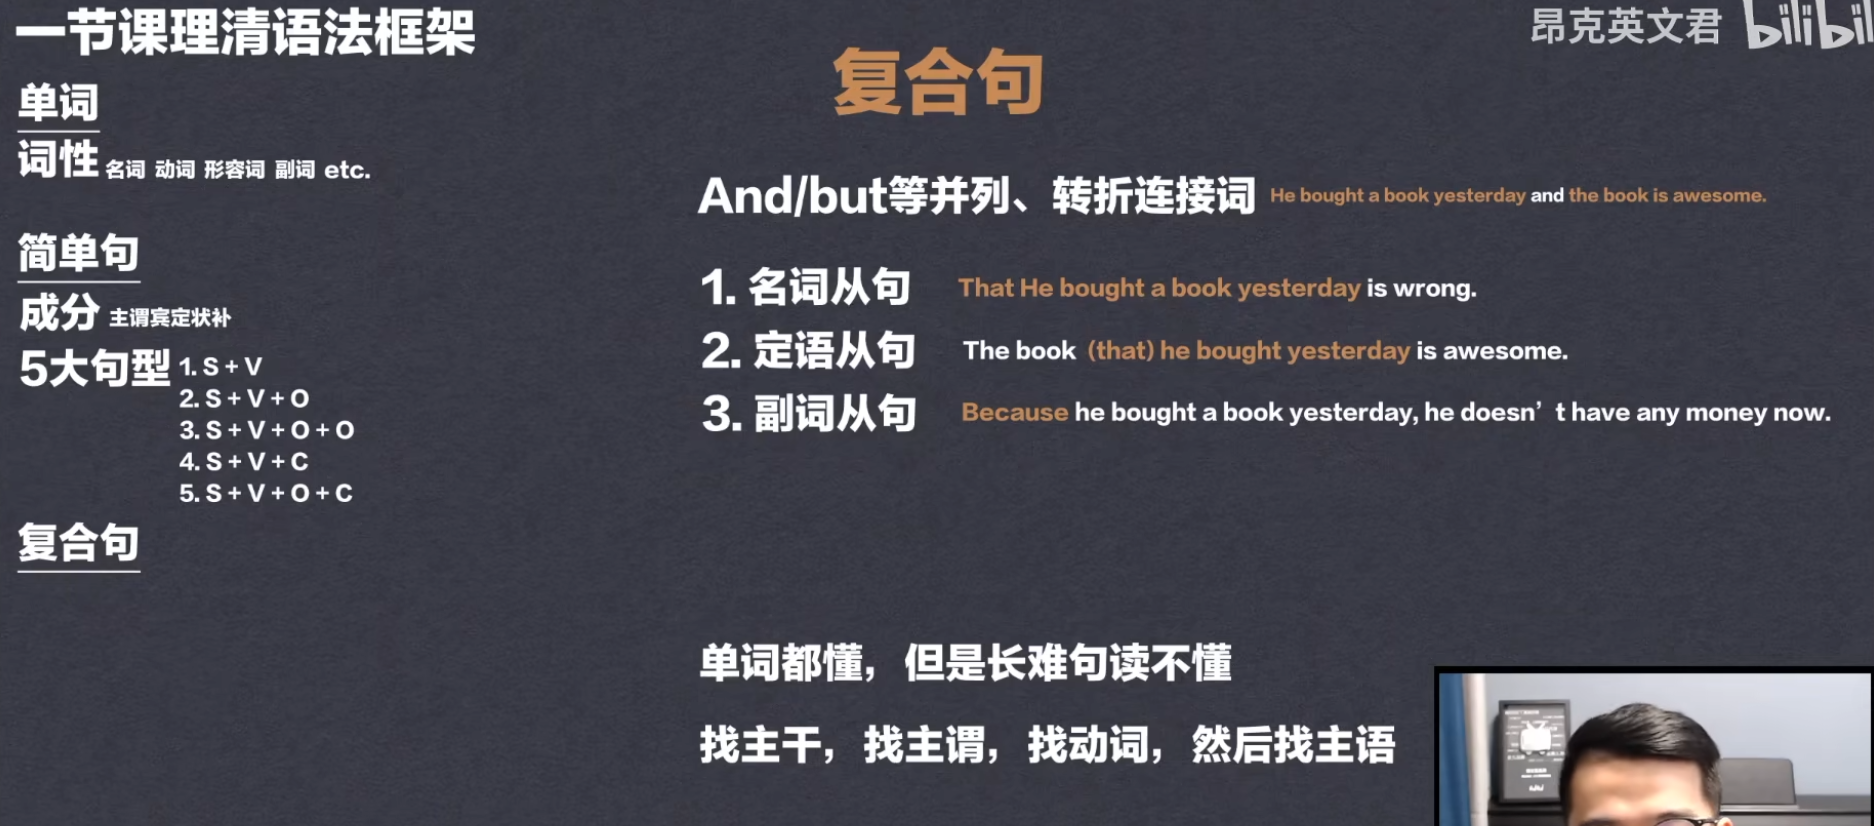 一节课理清语法框架
昂克英文君 bilibil
单词
词性 名词 动词 形容词 副词 etc.
简单句
成分 主谓宾定状补
5大句型 1. S + V
2. S + V + O
3. S + V + O + O
4. S + V + C
5. S + V + O + C
复合句
复合句
And/but等并列、转折连接词 He bought a book yesterday and the book is awesome.
1. 名词从句 That He bought a book yesterday is wrong.
2. 定语从句 The book (that) he bought yesterday is awesome.
3. 副词从句 Because he bought a book yesterday, he doesn’ t have any money now.
单词都懂，但是长难句读不懂
找主干，找主谓，找动词，然后找主语